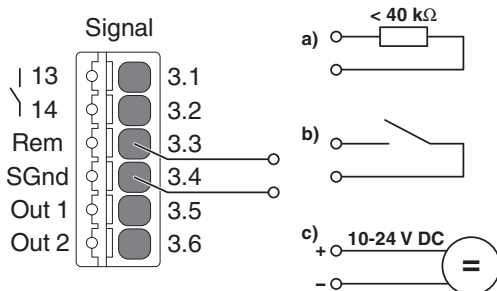 Signal
13 3.1
14 3.2
Rem 3.3
SGnd 3.4
Out 1 3.5
Out 2 3.6
a) < 40 kΩ
b)
c) + 10-24 V DC
=
–